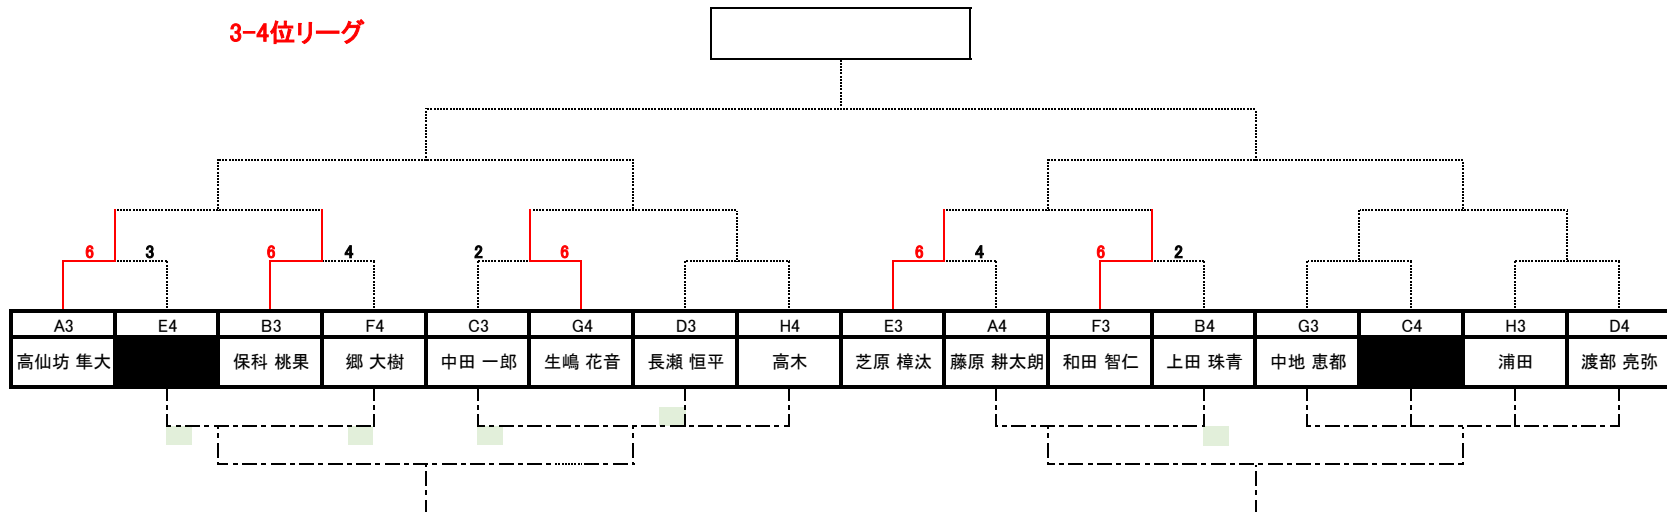 3-4位リーグ
6 3 6 4 2 6 6 4 6 2
A3 E4 B3 F4 C3 G4 D3 H4 E3 A4 F3 B4 G3 C4 H3 D4
高仙坊 隼大 保科 桃果 郷 大樹 中田 一郎 生嶋 花音 長瀬 恒平 高木 芝原 樟汰 藤原 耕太朗 和田 智仁 上田 珠青 中地 恵都 浦田 渡部 亮弥